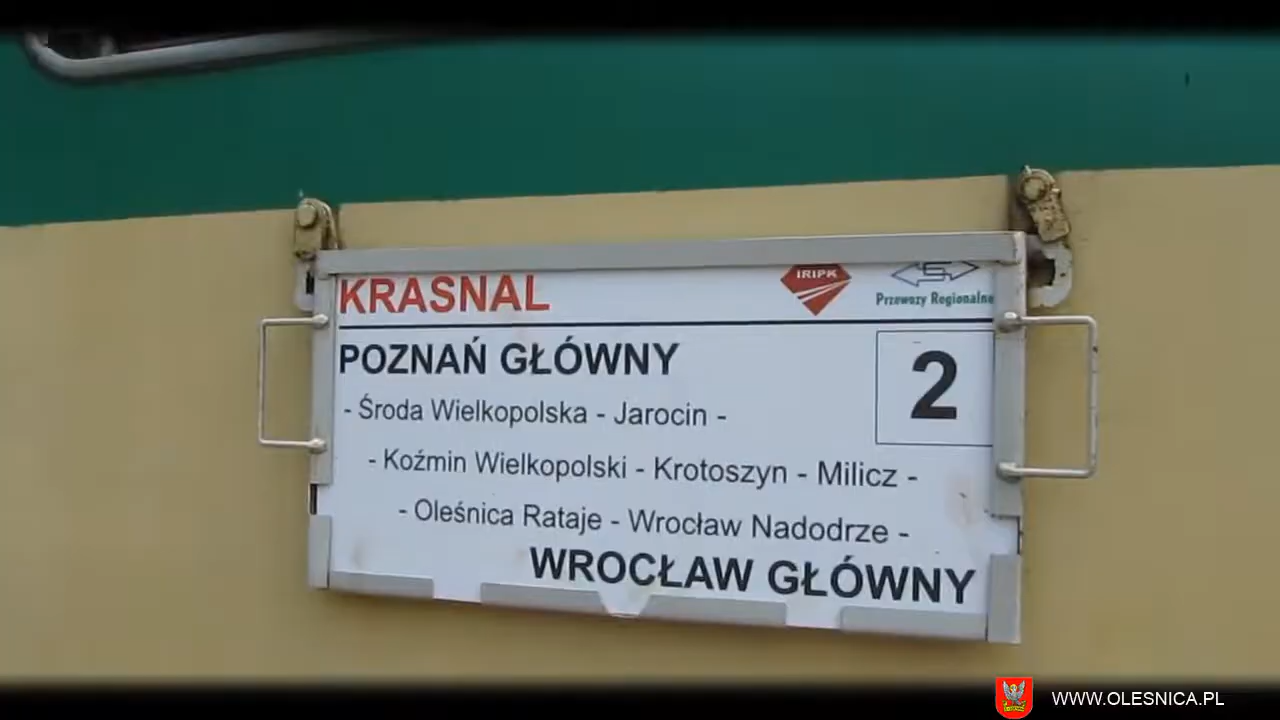 KRASNAL
IRIPK
Przewozy Regionalne
POZNAŃ GŁÓWNY
2
- Środa Wielkopolska - Jarocin -
- Koźmin Wielkopolski - Krotoszyn - Milicz -
- Oleśnica Rataje - Wrocław Nadodrze -
WROCŁAW GŁÓWNY
WWW.OLESNICA.PL